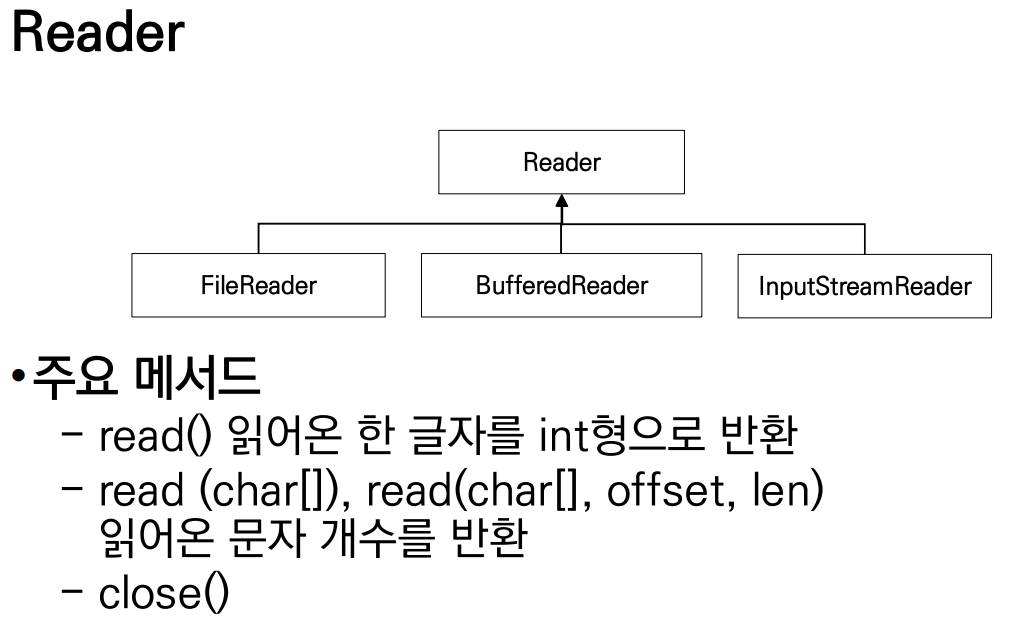 Reader
Reader
FileReader
BufferedReader
InputStreamReader
•주요 메서드
– read() 읽어온 한 글자를 int형으로 반환
– read (char[]), read(char[], offset, len)
읽어온 문자 개수를 반환
– close()